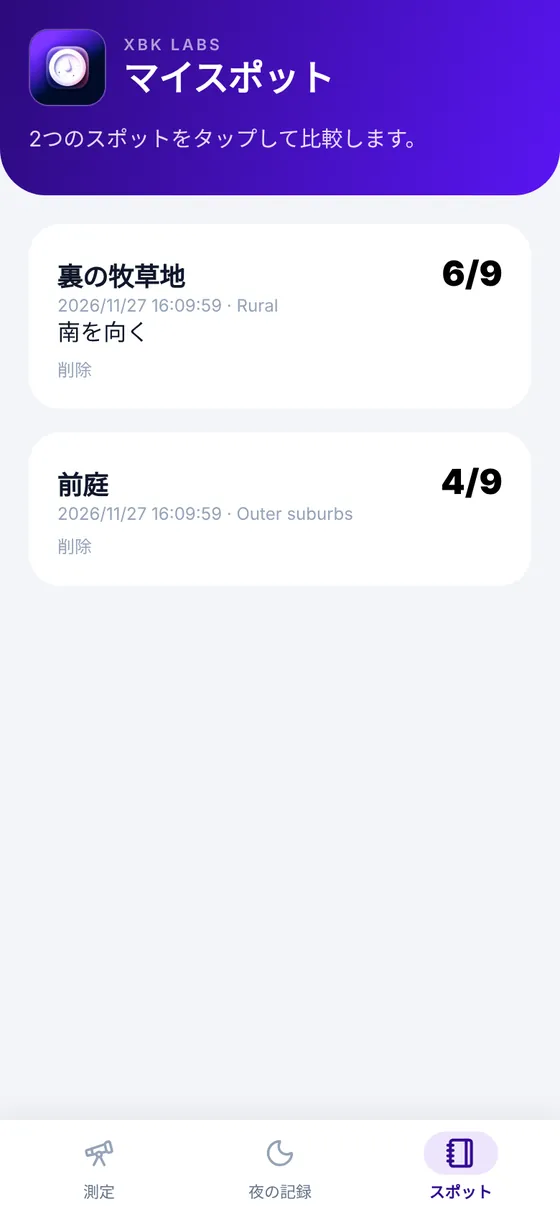 XBK LABS
マイスポット
2つのスポットをタップして比較します。
裏の牧草地
6/9
2026/11/27 16:09:59 · Rural
南を向く
削除
前庭
4/9
2026/11/27 16:09:59 · Outer suburbs
削除
測定
夜の記録
スポット